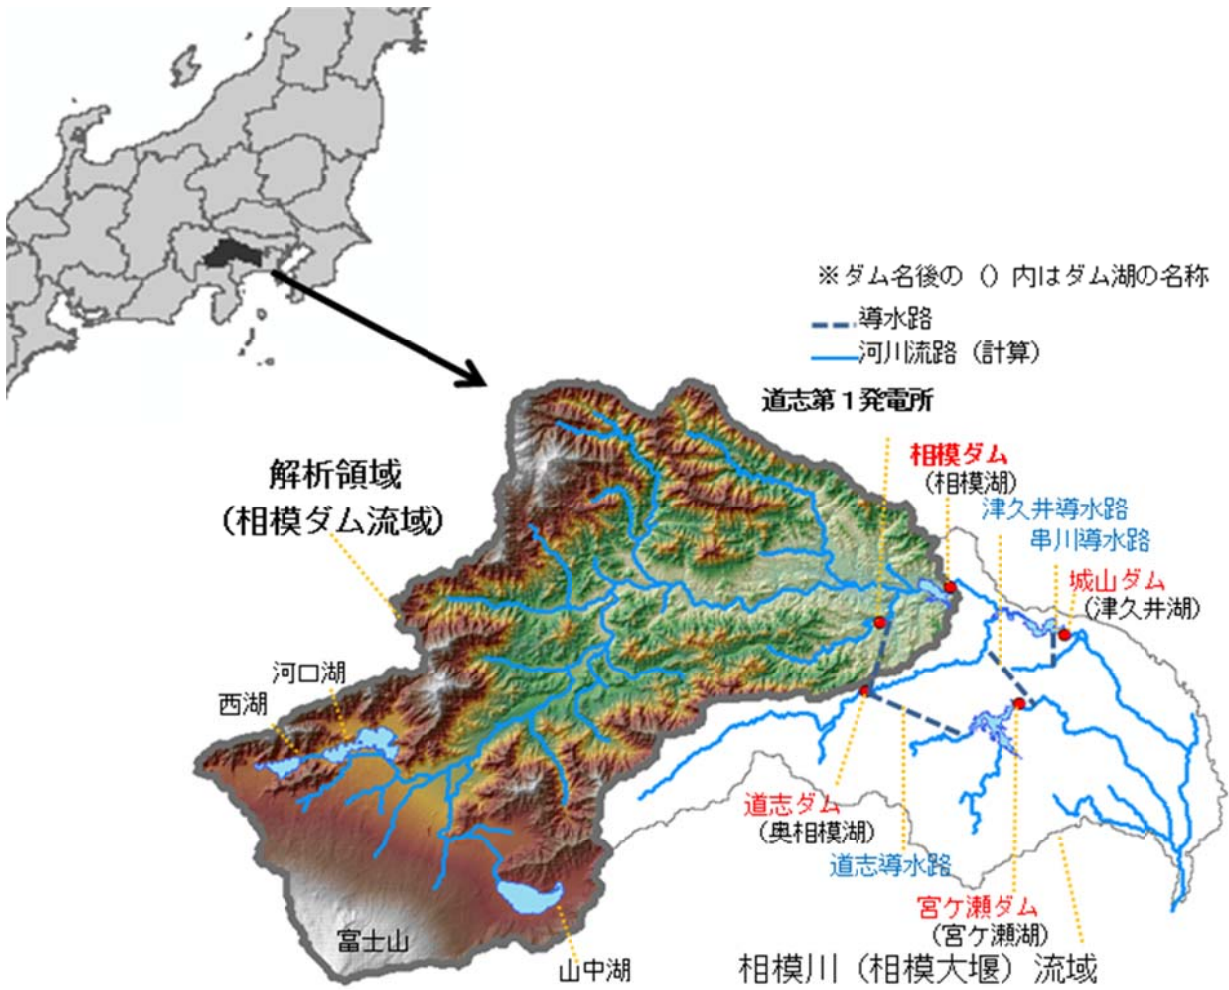 ※ダム名後の () 内はダム湖の名称
導水路
河川流路 (計算)
道志第1発電所
相模ダム
(相模湖)
解析領域
(相模ダム流域)
津久井導水路
串川導水路
城山ダム
(津久井湖)
河口湖
西湖
道志ダム
(奥相模湖)
道志導水路
宮ケ瀬ダム
(宮ケ瀬湖)
富士山
山中湖
相模川 (相模大堰) 流域